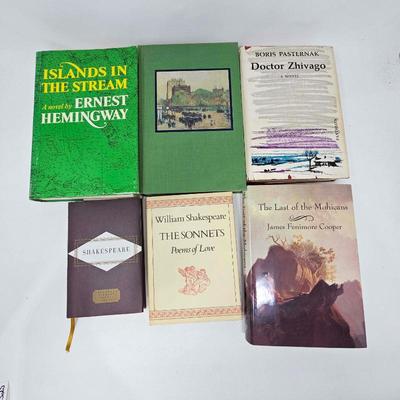 ISLANDS IN
THE STREAM
A novel by ERNEST
HEMINGWAY
BORIS PASTERNAK
Doctor Zhivago
A NOVEL
SHAKESPEARE
William Shakespeare
THE SONNETS
Poems of Love
The Last of the Mohicans
James Fenimore Cooper